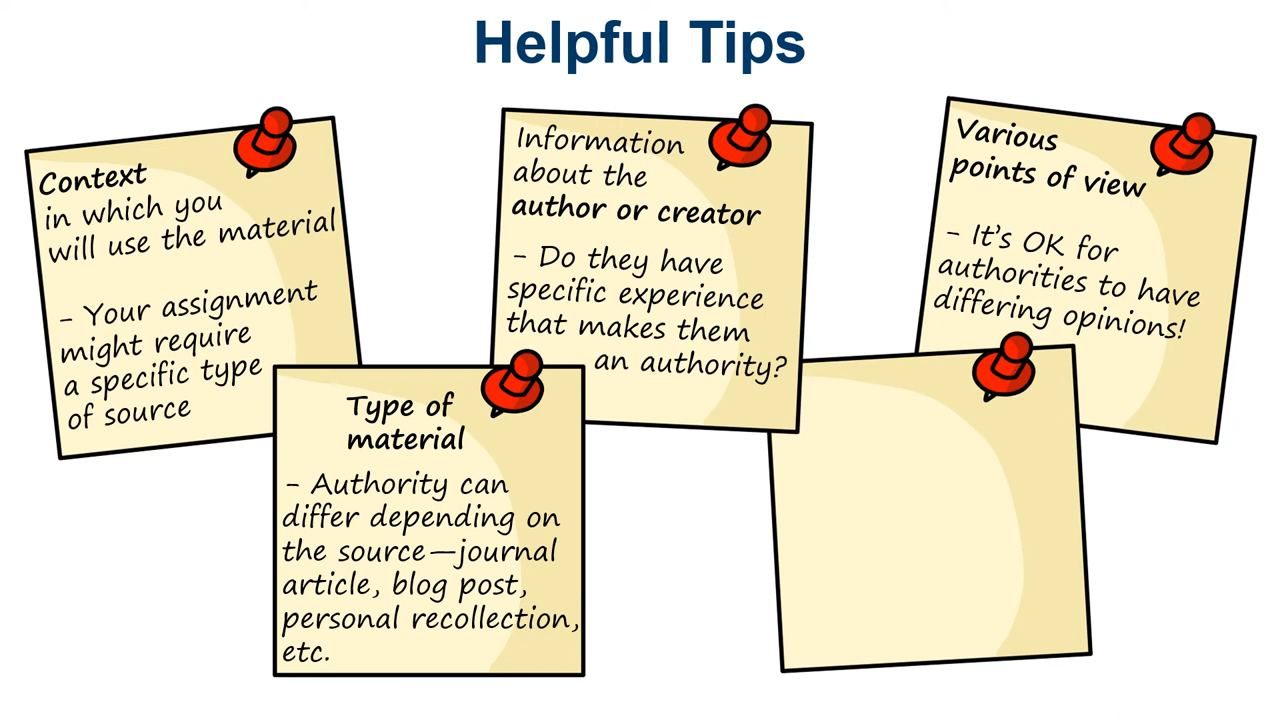 Helpful Tips
Context
in which you
will use the material
- Your assignment
might require
a specific type
of source
Type of
material
- Authority can
differ depending on
the source—journal
article, blog post,
personal recollection,
etc.
Information
about the
author or creator
- Do they have
specific experience
that makes them
an authority?
Various
points of view
- It's OK for
authorities to have
differing opinions!